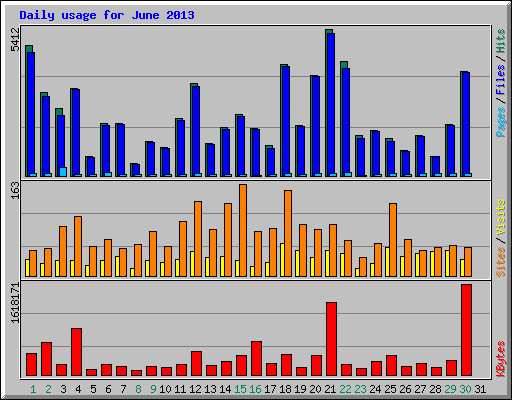 Daily usage for June 2013
5412
Pages / Files / Hits
163
Sites / Visits
1618171
KBytes
1 2 3 4 5 6 7 8 9 10 11 12 13 14 15 16 17 18 19 20 21 22 23 24 25 26 27 28 29 30 31